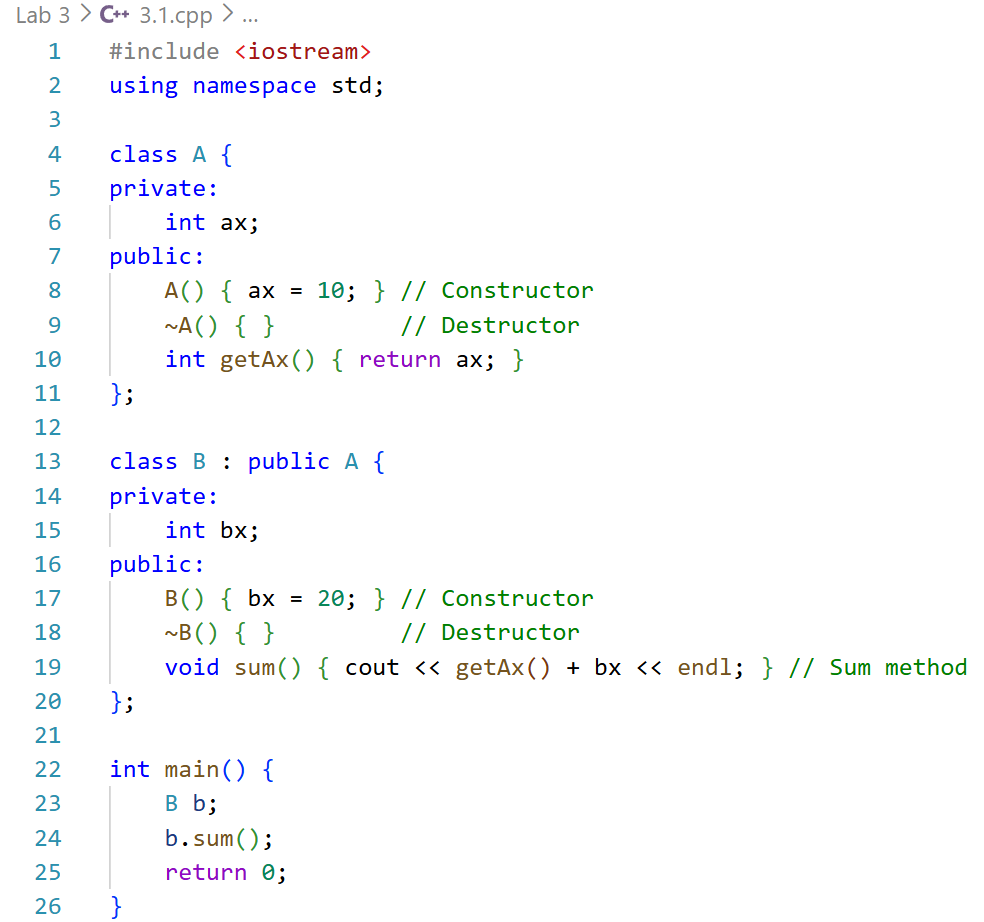 Lab 3 > C++ 3.1.cpp > ...
1 #include <iostream>
2 using namespace std;
3
4 class A {
5 private:
6     int ax;
7 public:
8     A() { ax = 10; } // Constructor
9     ~A() { }         // Destructor
10     int getAx() { return ax; }
11 };
12
13 class B : public A {
14 private:
15     int bx;
16 public:
17     B() { bx = 20; } // Constructor
18     ~B() { }         // Destructor
19     void sum() { cout << getAx() + bx << endl; } // Sum method
20 };
21
22 int main() {
23     B b;
24     b.sum();
25     return 0;
26 }